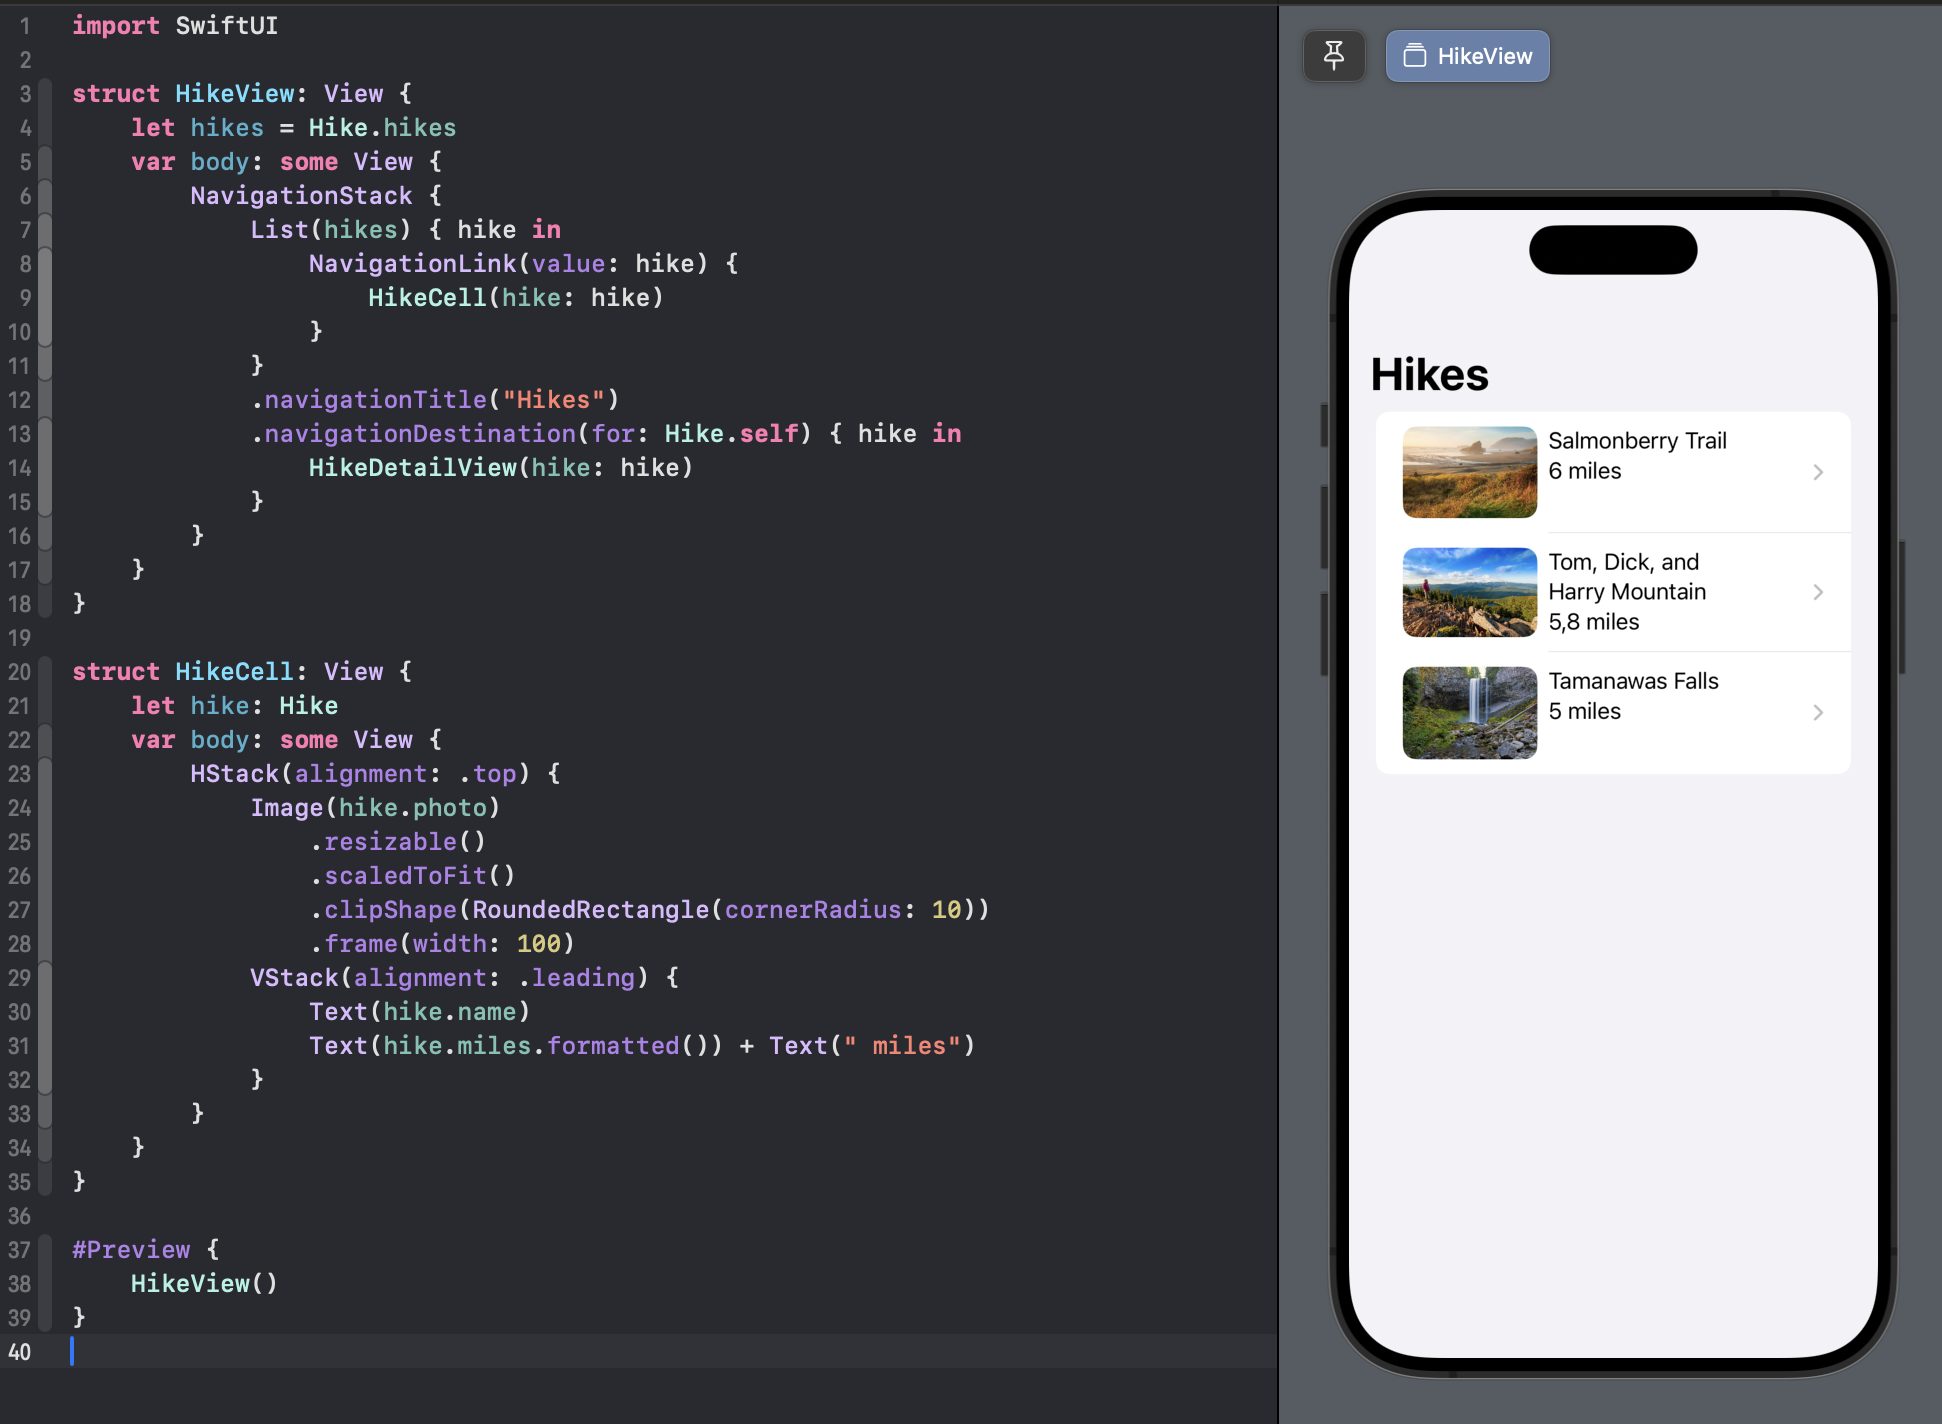 1 import SwiftUI
2
3 struct HikeView: View {
4     let hikes = Hike.hikes
5     var body: some View {
6         NavigationStack {
7             List(hikes) { hike in
8                 NavigationLink(value: hike) {
9                     HikeCell(hike: hike)
10                 }
11             }
12             .navigationTitle("Hikes")
13             .navigationDestination(for: Hike.self) { hike in
14                 HikeDetailView(hike: hike)
15             }
16         }
17     }
18 }
19
20 struct HikeCell: View {
21     let hike: Hike
22     var body: some View {
23         HStack(alignment: .top) {
24             Image(hike.photo)
25                 .resizable()
26                 .scaledToFit()
27                 .clipShape(RoundedRectangle(cornerRadius: 10))
28                 .frame(width: 100)
29             VStack(alignment: .leading) {
30                 Text(hike.name)
31                 Text(hike.miles.formatted()) + Text(" miles")
32             }
33         }
34     }
35 }
36
37 #Preview {
38     HikeView()
39 }
40
HikeView
Hikes
Salmonberry Trail
6 miles
Tom, Dick, and
Harry Mountain
5,8 miles
Tamanawas Falls
5 miles